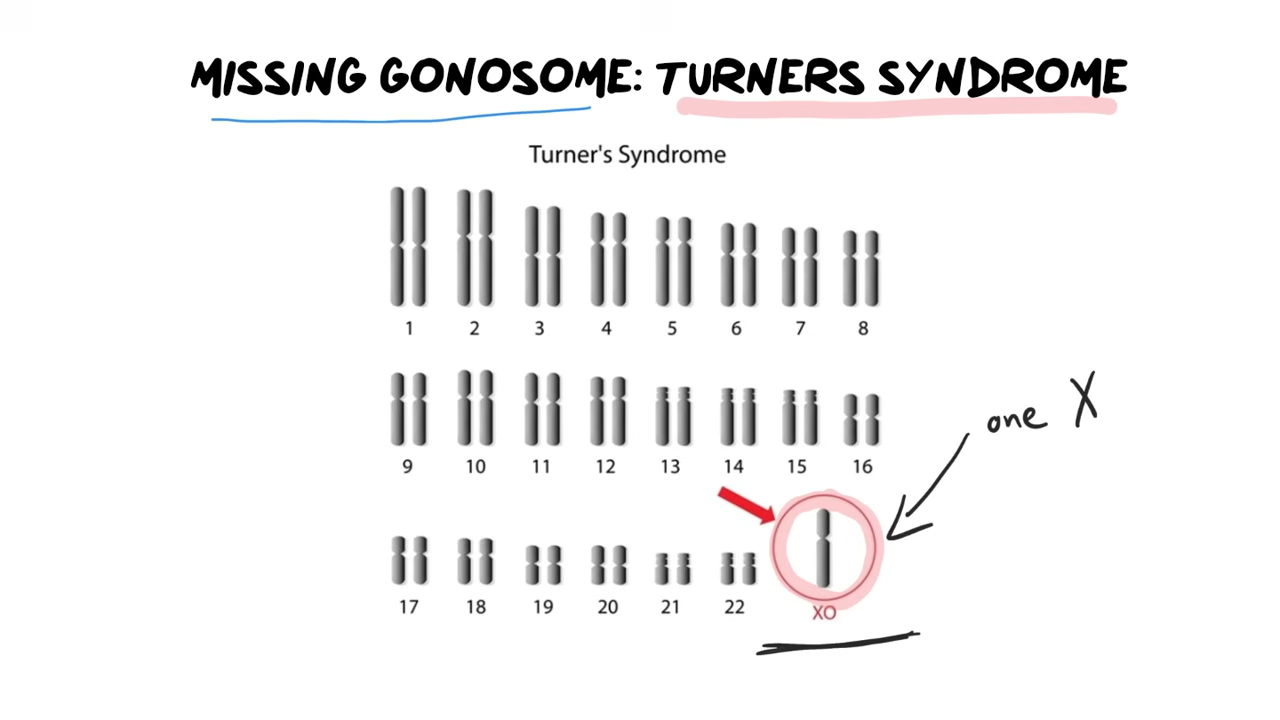 MISSING GONOSOME: TURNERS SYNDROME
Turner's Syndrome
1 2 3 4 5 6 7 8
one X
9 10 11 12 13 14 15 16
17 18 19 20 21 22 XO